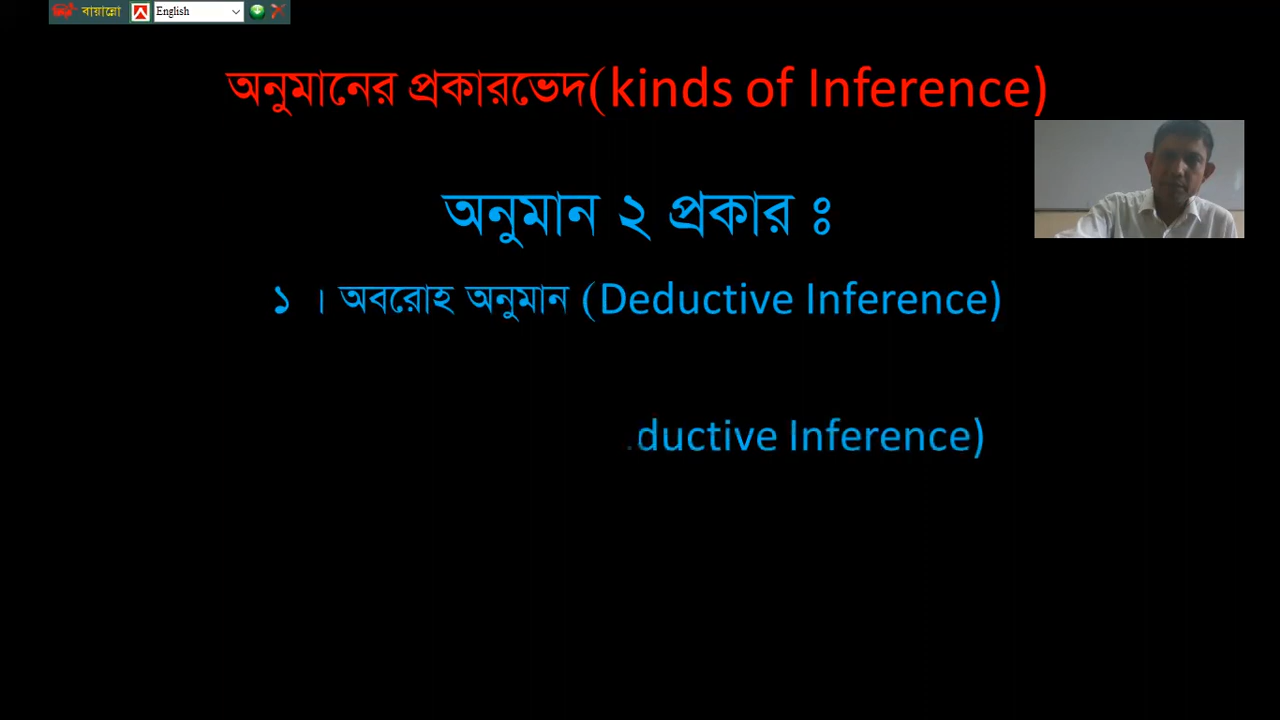 বায়ান্নো English
অনুমানের প্রকারভেদ(kinds of Inference)
অনুমান ২ প্রকার ঃ
১ । অবরোহ অনুমান (Deductive Inference)
ductive Inference)